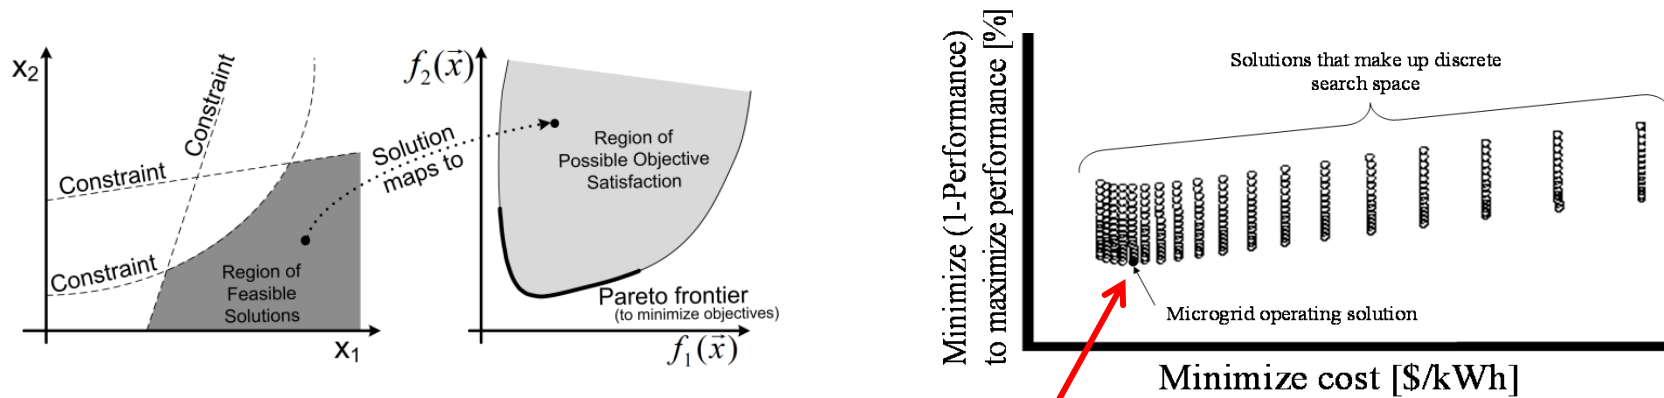 x₂
Constraint
Constraint
Constraint
Region of
Feasible
Solutions
x₁
Solution
maps to
f₂(x⃗)
Region of
Possible Objective
Satisfaction
Pareto frontier
(to minimize objectives)
f₁(x⃗)
Minimize (1-Performance)
to maximize performance [%]
Solutions that make up discrete
search space
Microgrid operating solution
Minimize cost [$/kWh]